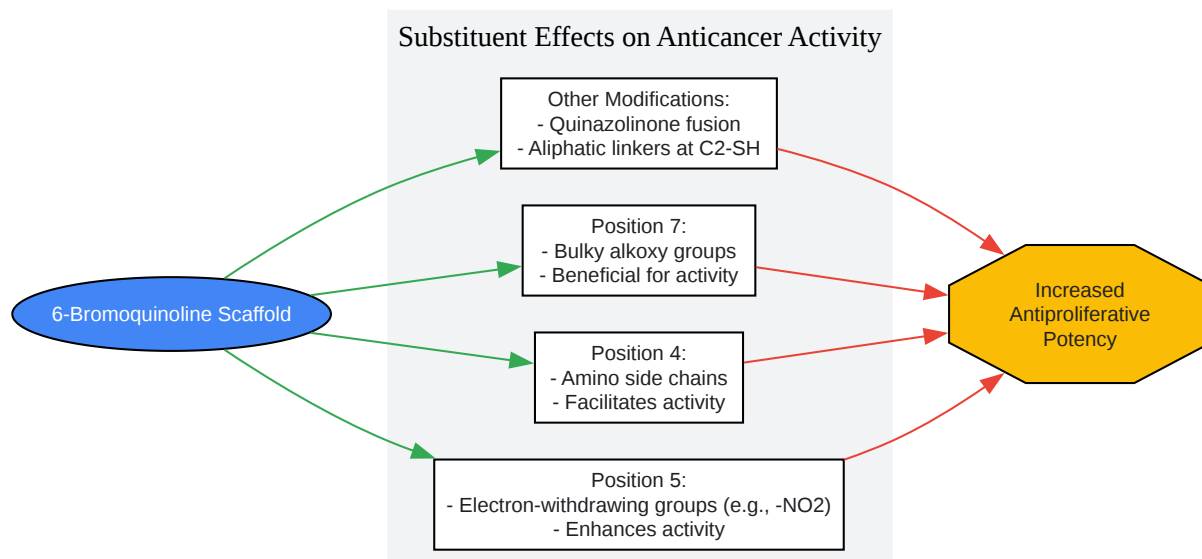 Substituent Effects on Anticancer Activity
Other Modifications:
- Quinazolinone fusion
- Aliphatic linkers at C2-SH
Position 7:
- Bulky alkoxy groups
- Beneficial for activity
6-Bromoquinoline Scaffold
Position 4:
- Amino side chains
- Facilitates activity
Position 5:
- Electron-withdrawing groups (e.g., -NO2)
- Enhances activity
Increased
Antiproliferative
Potency